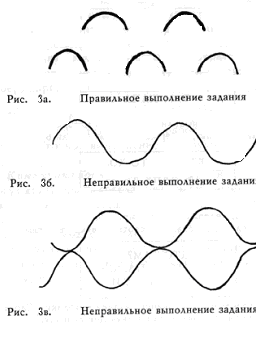 Рис. 3а. Правильное выполнение задания
Рис. 3б. Неправильное выполнение задани
Рис. 3в. Неправильное выполнение задания